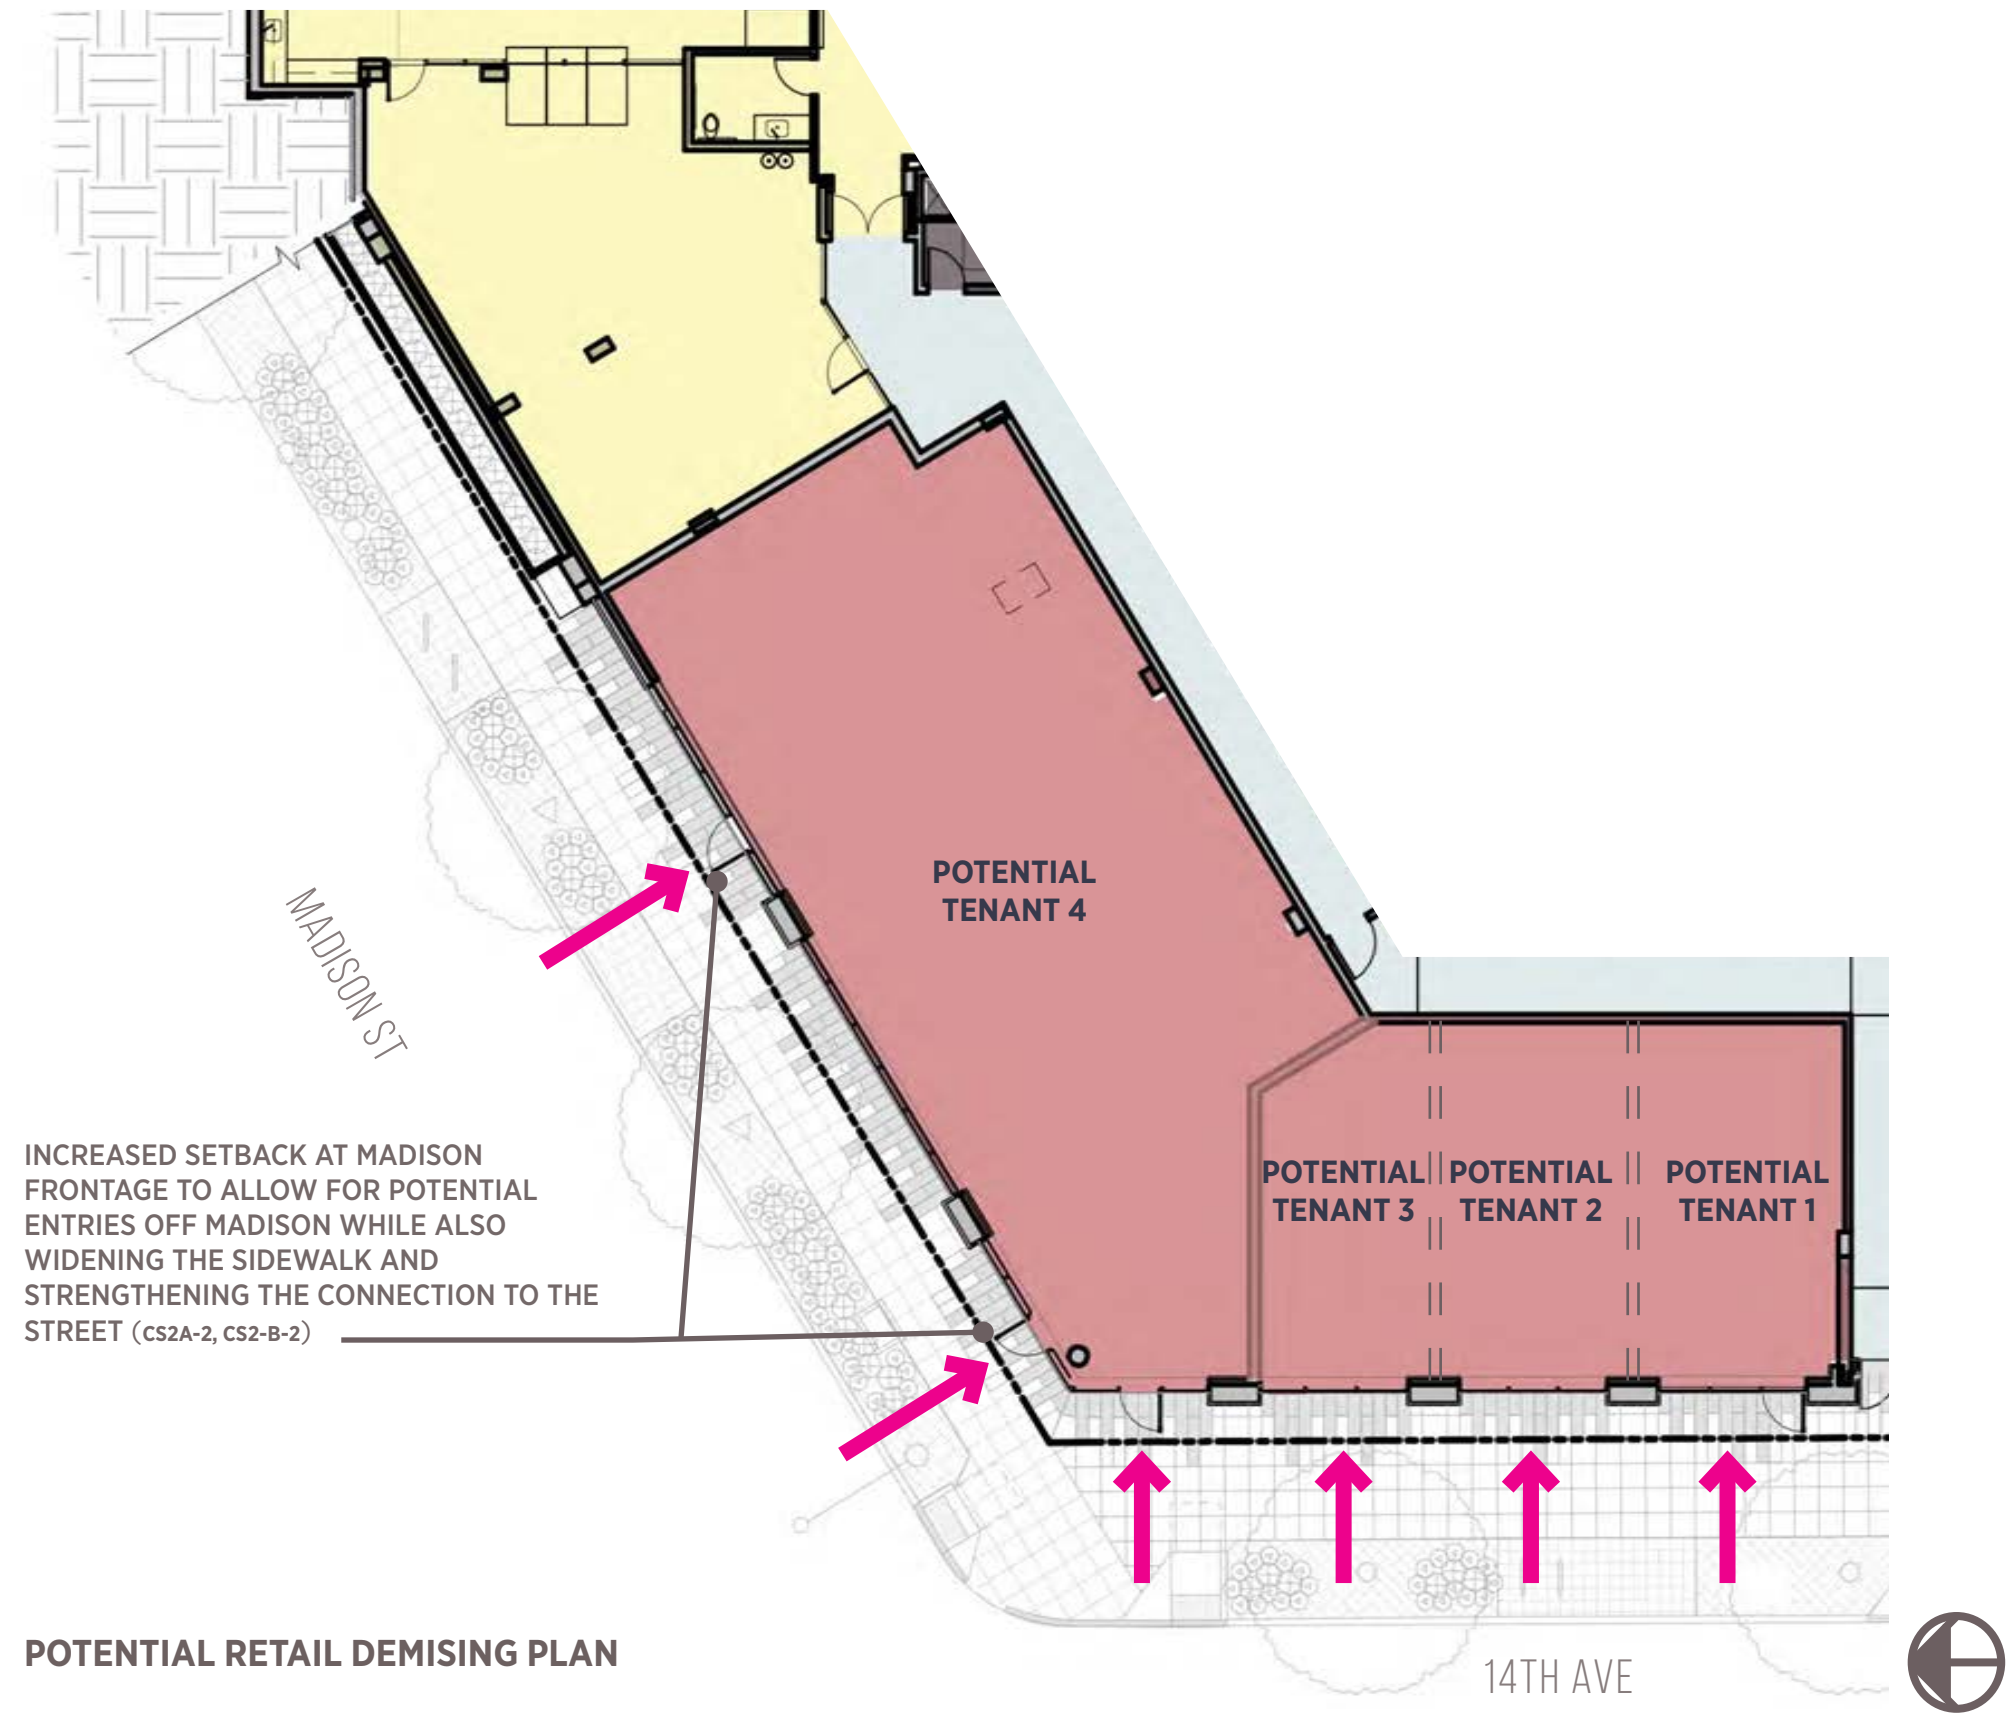 POTENTIAL
TENANT 4
MADISON ST
INCREASED SETBACK AT MADISON
FRONTAGE TO ALLOW FOR POTENTIAL
ENTRIES OFF MADISON WHILE ALSO
WIDENING THE SIDEWALK AND
STRENGTHENING THE CONNECTION TO THE
STREET (CS2A-2, CS2-B-2)
POTENTIAL
TENANT 3
POTENTIAL
TENANT 2
POTENTIAL
TENANT 1
POTENTIAL RETAIL DEMISING PLAN
14TH AVE